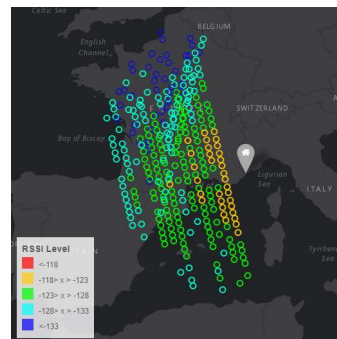 Celtic Sea
BELGIUM
English
Channel
F
SWITZERLAND
Bay of Biscay
Ligurian
Sea
ITALY
Tyrrhen
Sea
RSSI Level
<-118
-118> x > -123
-123> x > -128
-128> x > -133
<-133